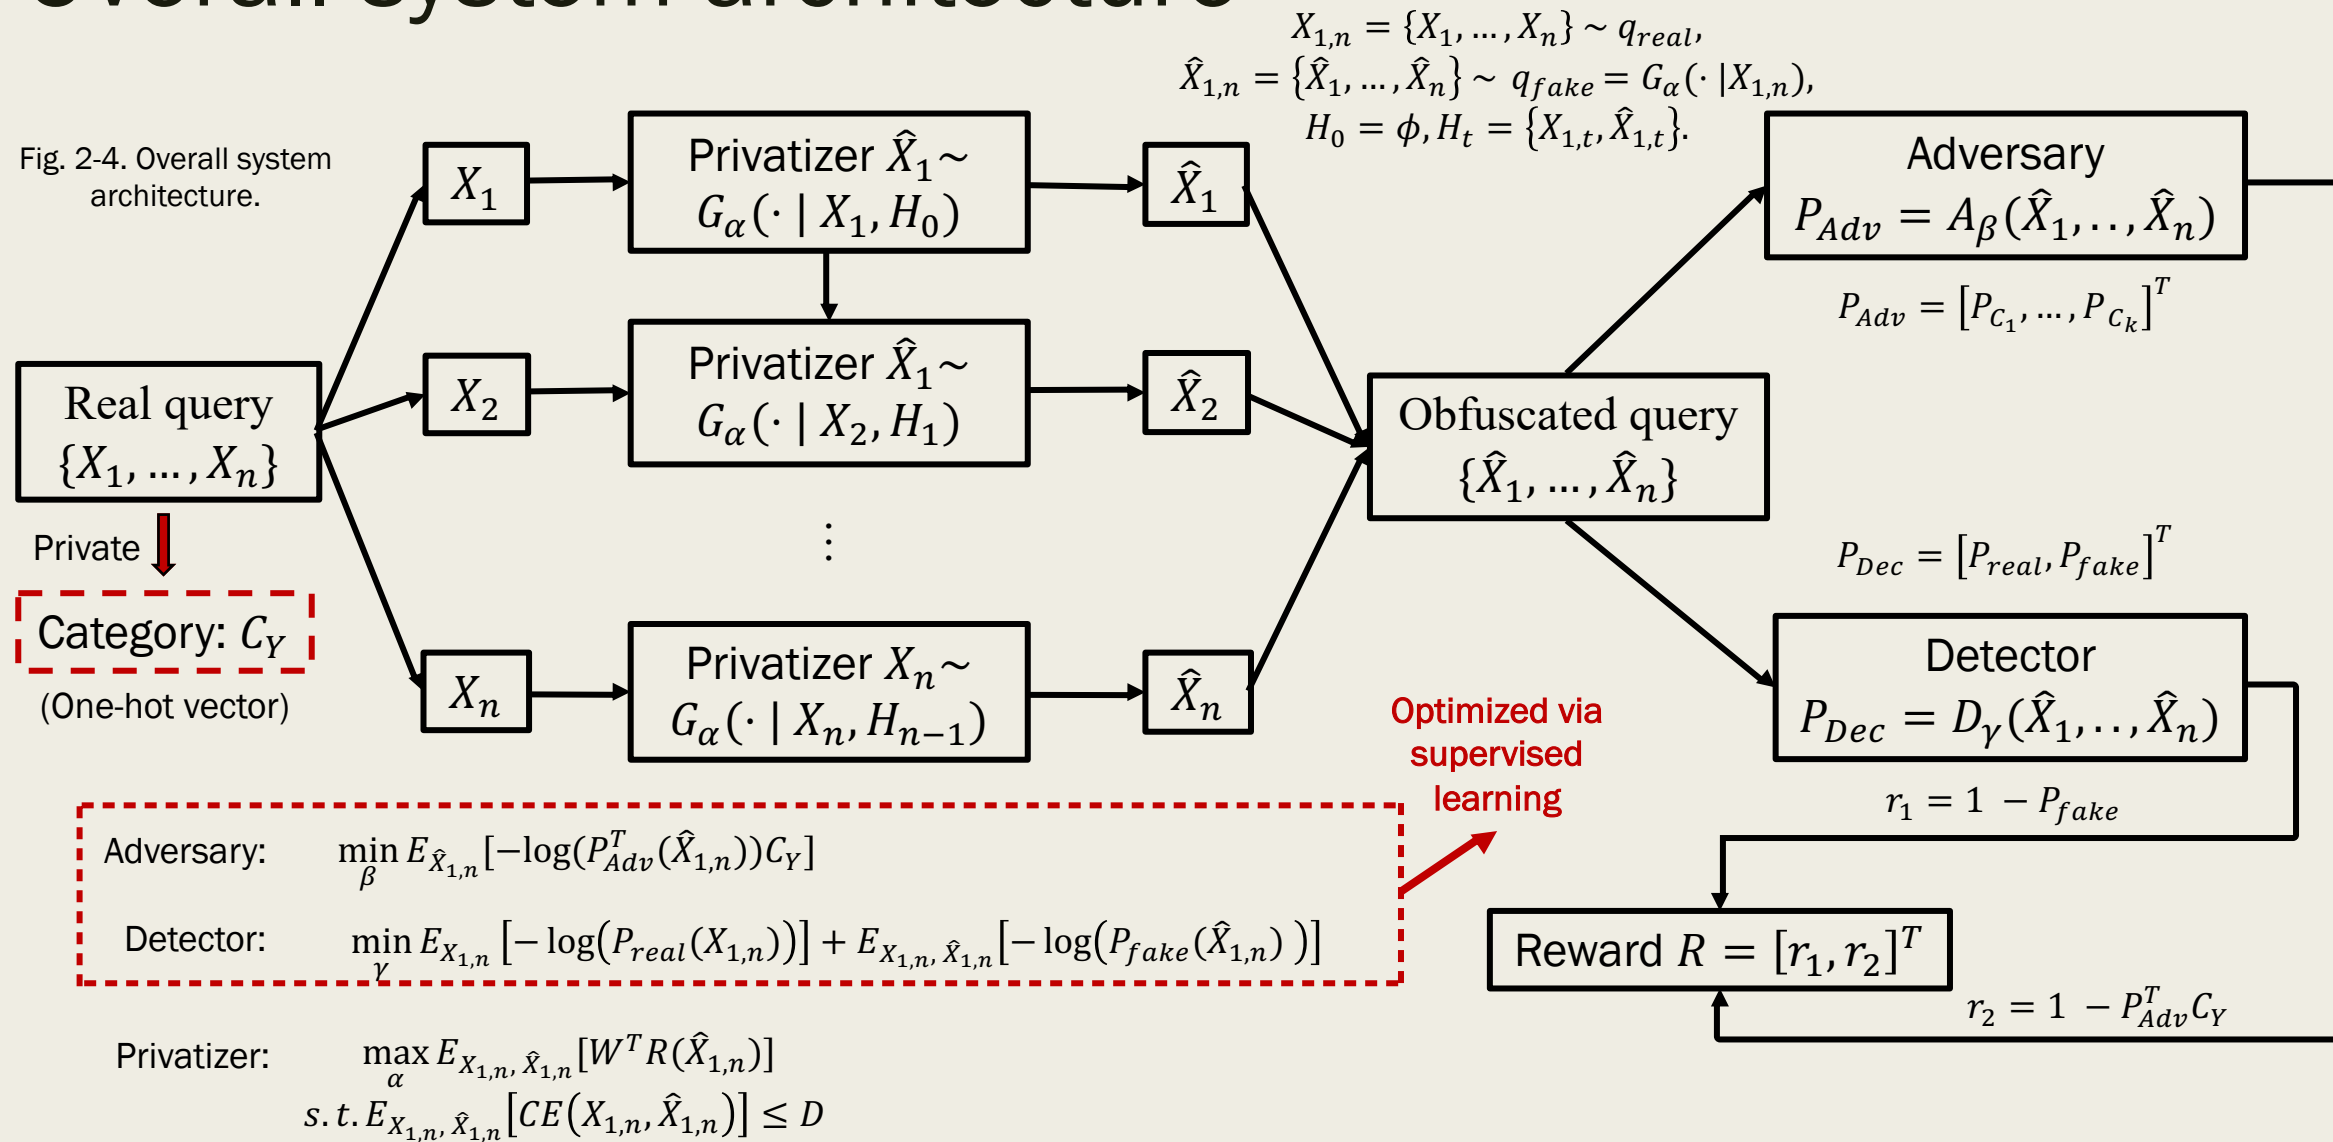 Overall system architecture
X_{1,n} = {X_1, ..., X_n} ~ q_{real},
X̂_{1,n} = {X̂_1, ..., X̂_n} ~ q_{fake} = G_α(· |X_{1,n}),
H_0 = ϕ, H_t = {X_{1,t}, X̂_{1,t}}.
Fig. 2-4. Overall system
architecture.
X_1
Privatizer X̂_1~
G_α(· | X_1, H_0)
X̂_1
Adversary
P_{Adv} = A_β(X̂_1, . . , X̂_n)
P_{Adv} = [P_{C_1}, ... , P_{C_k}]^T
Real query
{X_1, ... , X_n}
X_2
Privatizer X̂_1~
G_α(· | X_2, H_1)
X̂_2
Obfuscated query
{X̂_1, ... , X̂_n}
Private
Category: C_Y
(One-hot vector)
⋮
P_{Dec} = [P_{real}, P_{fake}]^T
X_n
Privatizer X_n~
G_α(· | X_n, H_{n−1})
X̂_n
Detector
P_{Dec} = D_γ(X̂_1, . . , X̂_n)
Optimized via
supervised
learning
r_1 = 1 − P_{fake}
Adversary: min_β E_{X̂_{1,n}}[−log(P_{Adv}^T(X̂_{1,n}))C_Y]
Detector: min_γ E_{X_{1,n}}[− log(P_{real}(X_{1,n}))] + E_{X_{1,n}, X̂_{1,n}}[− log(P_{fake}(X̂_{1,n}) )]
Reward R = [r_1, r_2]^T
r_2 = 1 − P_{Adv}^T C_Y
Privatizer: max_α E_{X_{1,n}, X̂_{1,n}}[W^T R(X̂_{1,n})]
s. t. E_{X_{1,n}, X̂_{1,n}}[CE(X_{1,n}, X̂_{1,n})] ≤ D